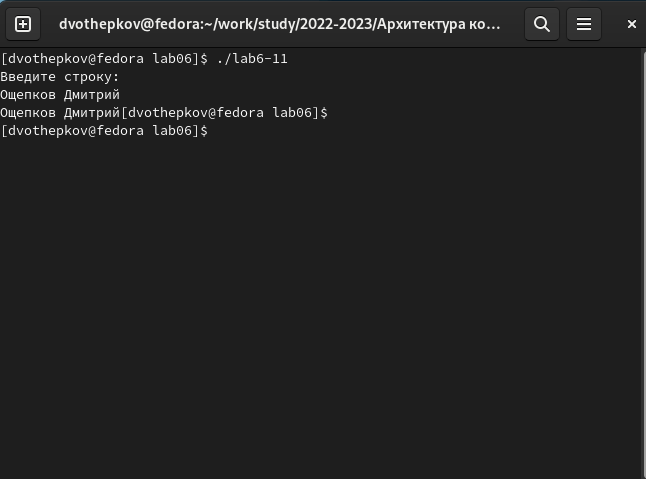 dvothepkov@fedora:~/work/study/2022-2023/Архитектура ко...
[dvothepkov@fedora lab06]$ ./lab6-11
Введите строку:
Ощепков Дмитрий
Ощепков Дмитрий[dvothepkov@fedora lab06]$
[dvothepkov@fedora lab06]$